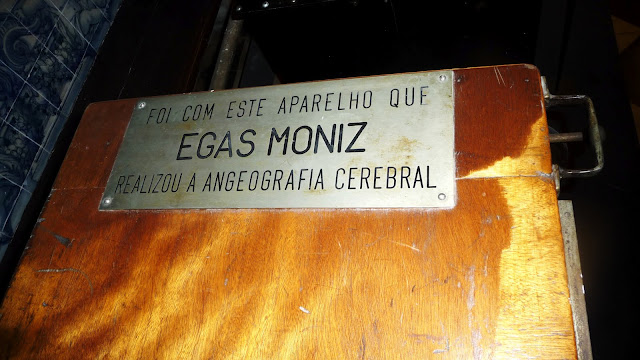 FOI COM ESTE APARELHO QUE
EGAS MONIZ
REALIZOU A ANGEOGRAFIA CEREBRAL